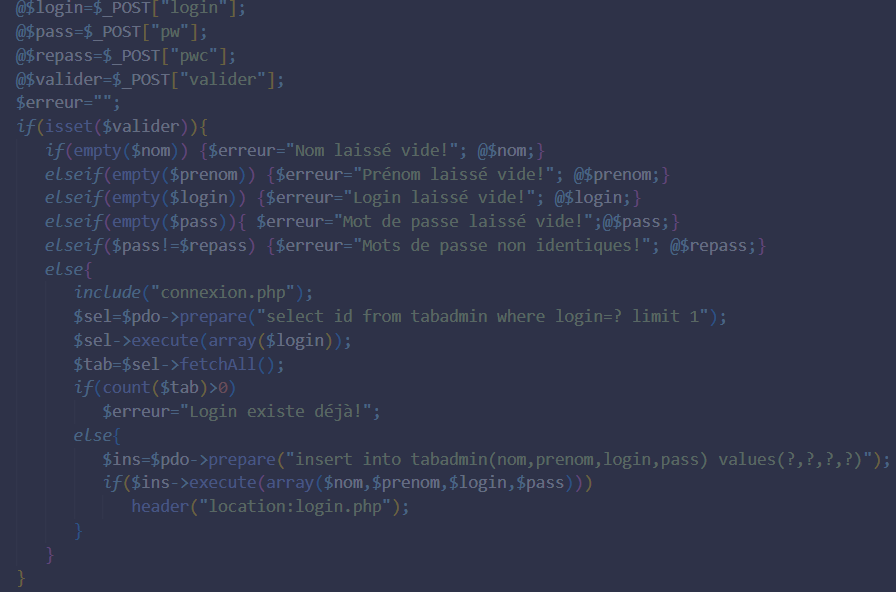 @$login=$_POST["login"];
@$pass=$_POST["pw"];
@$repass=$_POST["pwc"];
@$valider=$_POST["valider"];
$erreur="";
if(isset($valider)){
if(empty($nom)) {$erreur="Nom laissé vide!"; @$nom;}
elseif(empty($prenom)) {$erreur="Prénom laissé vide!"; @$prenom;}
elseif(empty($login)) {$erreur="Login laissé vide!"; @$login;}
elseif(empty($pass)){ $erreur="Mot de passe laissé vide!";@$pass;}
elseif($pass!=$repass) {$erreur="Mots de passe non identiques!"; @$repass;}
else{
include("connexion.php");
$sel=$pdo->prepare("select id from tabadmin where login=? limit 1");
$sel->execute(array($login));
$tab=$sel->fetchAll();
if(count($tab)>0)
$erreur="Login existe déjà!";
else{
$ins=$pdo->prepare("insert into tabadmin(nom,prenom,login,pass) values(?,?,?,?)");
if($ins->execute(array($nom,$prenom,$login,$pass)))
header("location:login.php");
}
}
}